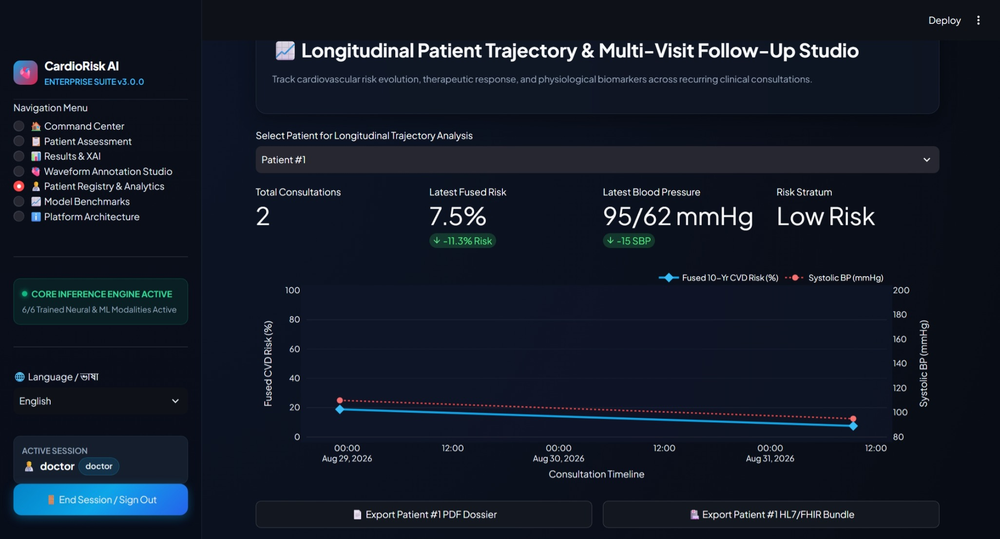 Deploy
CardioRisk AI
ENTERPRISE SUITE v3.0.0
Navigation Menu
Command Center
Patient Assessment
Results & XAI
Waveform Annotation Studio
Patient Registry & Analytics
Model Benchmarks
Platform Architecture
CORE INFERENCE ENGINE ACTIVE
6/6 Trained Neural & ML Modalities Active
Language / ভাষা
English
ACTIVE SESSION
doctor doctor
End Session / Sign Out
Longitudinal Patient Trajectory & Multi-Visit Follow-Up Studio
Track cardiovascular risk evolution, therapeutic response, and physiological biomarkers across recurring clinical consultations.
Select Patient for Longitudinal Trajectory Analysis
Patient #1
Total Consultations
2
Latest Fused Risk
7.5%
↓ -11.3% Risk
Latest Blood Pressure
95/62 mmHg
↓ -15 SBP
Risk Stratum
Low Risk
Fused 10-Yr CVD Risk (%) Systolic BP (mmHg)
Fused CVD Risk (%)
100
80
60
40
20
0
200
180
160
140
120
100
80
Systolic BP (mmHg)
00:00 12:00 00:00 12:00 00:00 12:00
Aug 29, 2026 Aug 30, 2026 Aug 31, 2026
Consultation Timeline
Export Patient #1 PDF Dossier
Export Patient #1 HL7/FHIR Bundle